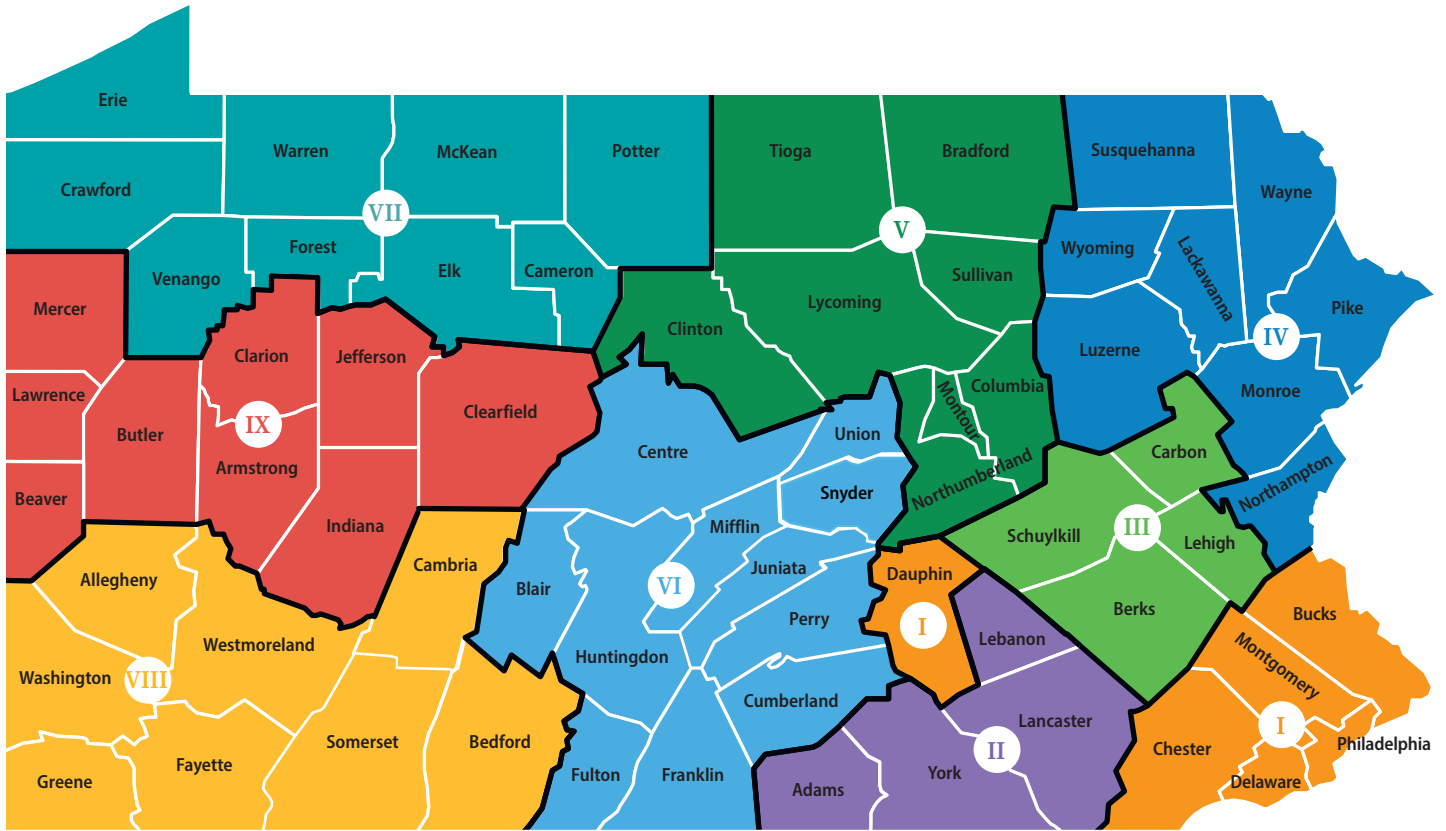 Erie
Warren
McKean
Potter
Tioga
Bradford
Susquehanna
Crawford
Wayne
VII
V
Forest
Wyoming
Lackawanna
Venango
Elk
Cameron
Sullivan
Mercer
Lycoming
Pike
Clinton
IV
Clarion
Jefferson
Luzerne
Lawrence
Columbia
Monroe
Montour
Clearfield
IX
Butler
Union
Centre
Carbon
Armstrong
Northumberland
Northampton
Beaver
Snyder
Indiana
Mifflin
III
Schuylkill
Lehigh
Cambria
Juniata
Allegheny
Dauphin
Blair
VI
Berks
Perry
I
Bucks
Lebanon
Westmoreland
Huntingdon
Montgomery
Washington
VIII
Cumberland
Lancaster
I
Somerset
Bedford
II
Chester
Philadelphia
Fayette
Fulton
Franklin
York
Greene
Adams
Delaware